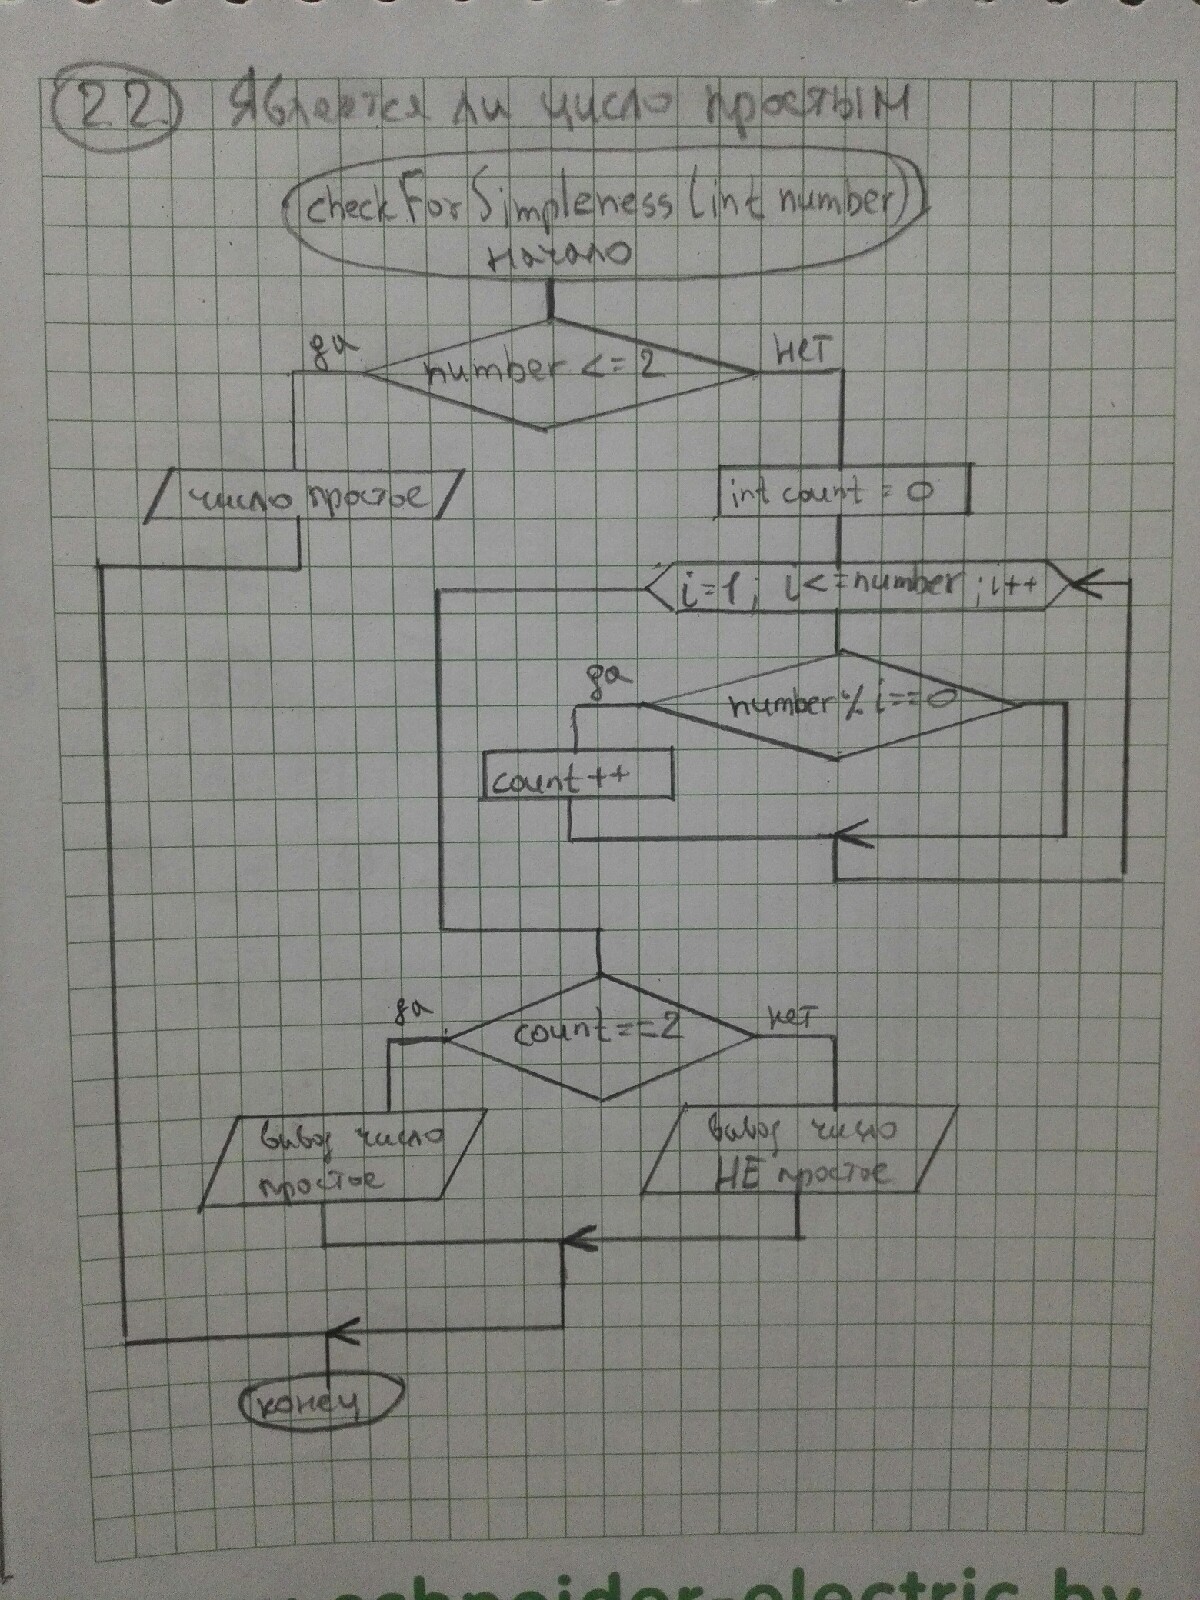 22. Является ли число простым
checkForSimpleness (int number)
начало
да
number <= 2
нет
число простое
int count = 0
i=1; i<=number; i++
да
number % i==0
count ++
да
count==2
нет
вывод число
простое
вывод число
НЕ простое
конец
schneider-electric.by